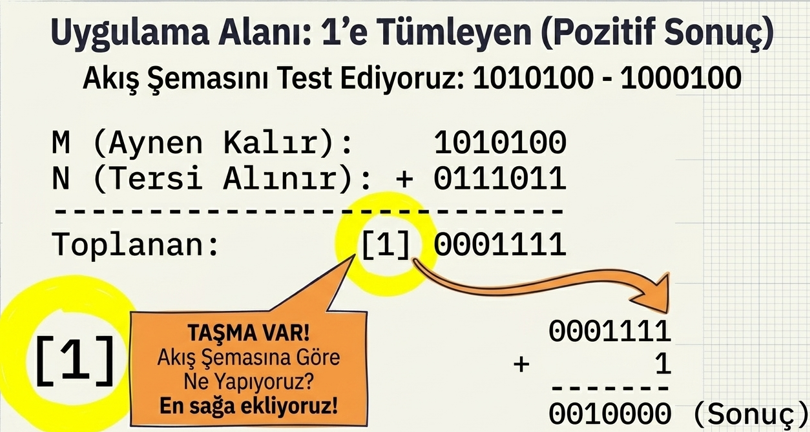 Uygulama Alanı: 1’e Tümleyen (Pozitif Sonuç)
Akış Şemasını Test Ediyoruz: 1010100 - 1000100
M (Aynen Kalır): 1010100
N (Tersi Alınır): + 0111011
---------------------------
Toplanan: [1] 0001111
[1]
TAŞMA VAR!
Akış Şemasına Göre
Ne Yapıyoruz?
En sağa ekliyoruz!
0001111
+ 1
-------
0010000 (Sonuç)